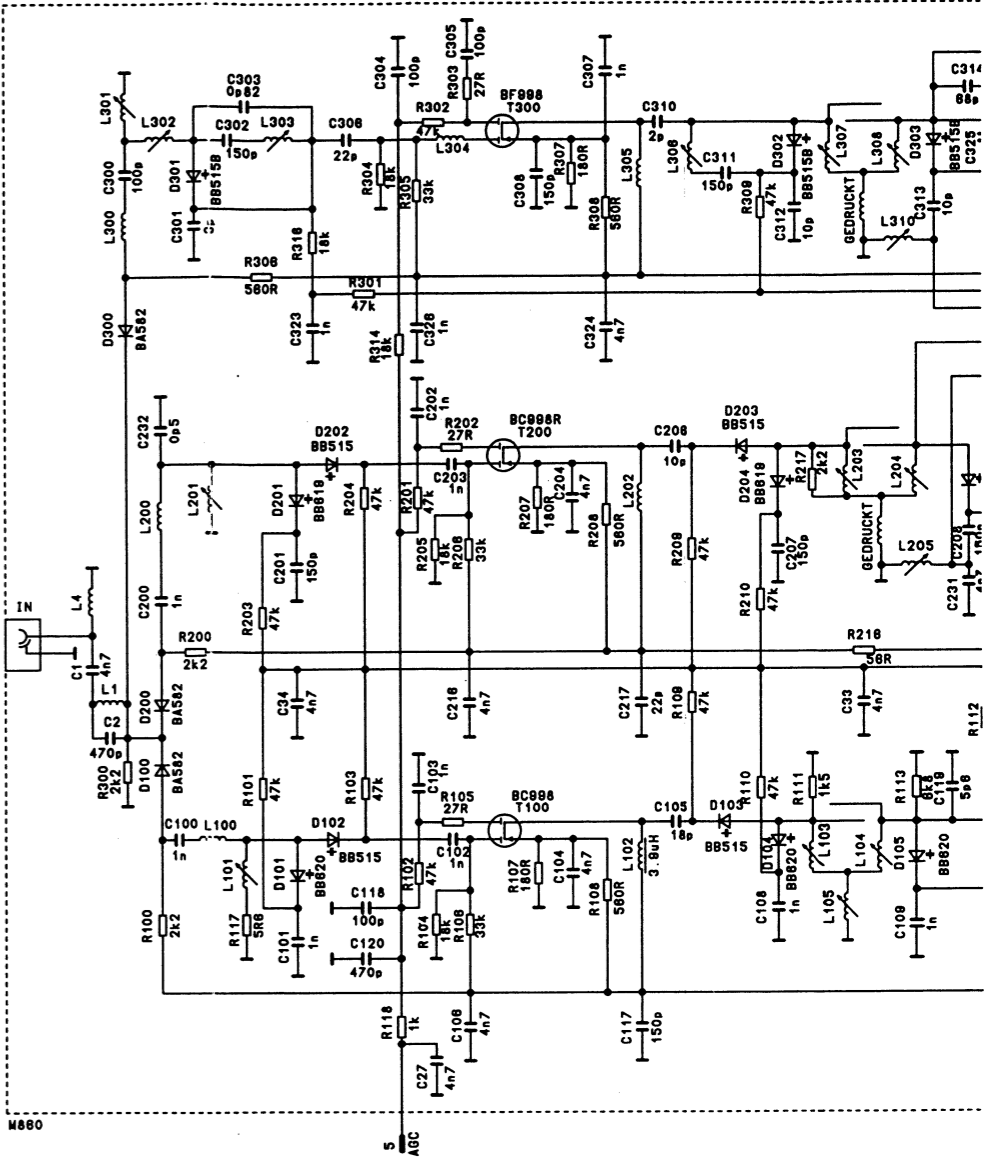 C304
100p
C305
100p
R303
27R
C307
1n
C314
68p
L301
L302
C303
0p82
C302
150p
L303
C306
22p
R302
47k
L304
BF998
T300
C310
2p
L306
C311
150p
D302
BB515B
L307
L308
D303
BB515B
C325
C300
100p
L300
D301
BB515B
C301
R316
18k
R304
18k
R305
33k
C308
150p
R307
180R
R308
560R
L305
R309
47k
C312
10p
GEDRUCKT
L310
C313
10p
R306
560R
R301
47k
D300
BA582
C323
1n
R314
18k
C328
1n
C324
4n7
C232
0p5
D202
BB515
C202
1n
R202
27R
BC998R
T200
C206
10p
D203
BB515
L201
L200
D201
BB619
R204
47k
C203
1n
R201
47k
R207
180R
C204
4n7
L202
D204
BB619
R217
2k2
L203
L204
C201
150p
R205
18k
R206
33k
R208
560R
R209
47k
C207
150p
GEDRUCKT
L205
C208
C231
4n7
IN
L4
C200
1n
R203
47k
R210
47k
C1
4n7
R200
2k2
R216
56R
L1
C2
470p
D200
BA582
C34
4n7
C216
4n7
C217
22p
R109
47k
C33
4n7
R112
R300
2k2
D100
BA582
R101
47k
R103
47k
C103
1n
R105
27R
BC998
T100
C105
18p
D103
BB515
R110
47k
R111
1k5
R113
6k8
C119
5p6
C100
1n
L100
D102
BB515
C102
1n
R102
47k
L101
D101
BB620
R107
180R
C104
4n7
L102
3.9uH
D104
BB620
L103
L104
D105
BB620
R100
2k2
R117
5R6
C101
1n
C118
100p
C120
470p
R104
18k
R106
33k
R108
560R
C108
1n
L105
C109
1n
R118
1k
C106
4n7
C117
150p
C27
4n7
M860
5
AGC